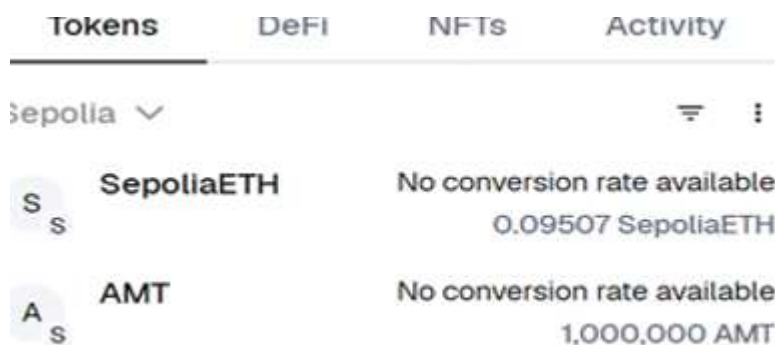 Tokens DeFi NFTs Activity
Sepolia
S S SepoliaETH No conversion rate available
0.09507 SepoliaETH
A S AMT No conversion rate available
1,000,000 AMT